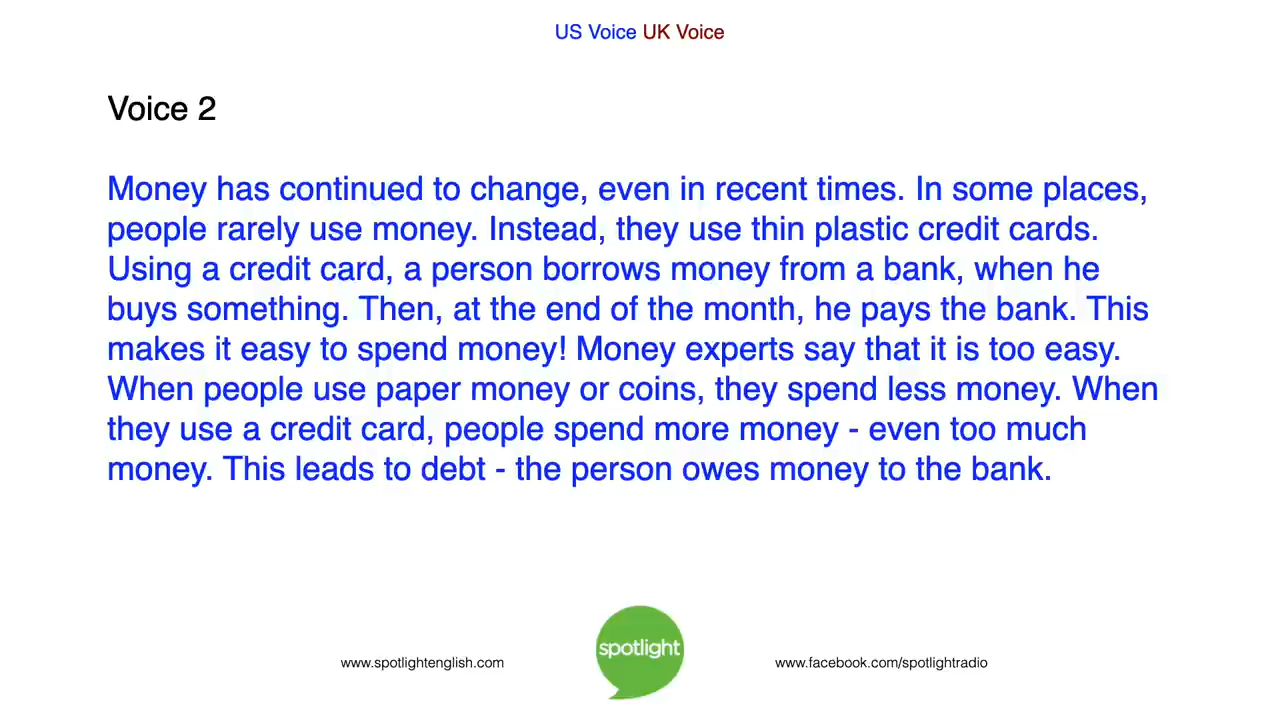 US Voice UK Voice
Voice 2
Money has continued to change, even in recent times. In some places,
people rarely use money. Instead, they use thin plastic credit cards.
Using a credit card, a person borrows money from a bank, when he
buys something. Then, at the end of the month, he pays the bank. This
makes it easy to spend money! Money experts say that it is too easy.
When people use paper money or coins, they spend less money. When
they use a credit card, people spend more money - even too much
money. This leads to debt - the person owes money to the bank.
spotlight
www.spotlightenglish.com
www.facebook.com/spotlightradio